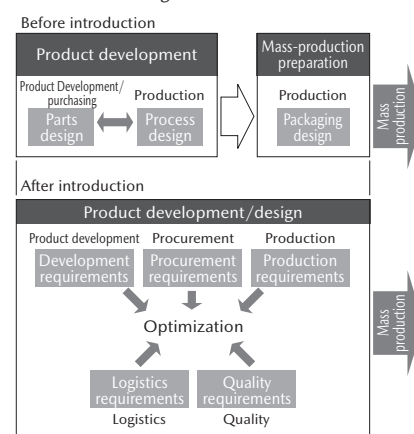 Before introduction
Product development
Mass-production
preparation
Product Development/
purchasing
Production
Parts
design
Process
design
Production
Packaging
design
Mass
production
After introduction
Product development/design
Product development
Procurement
Production
Development
requirements
Procurement
requirements
Production
requirements
Optimization
Logistics
requirements
Quality
requirements
Logistics
Quality
Mass
production